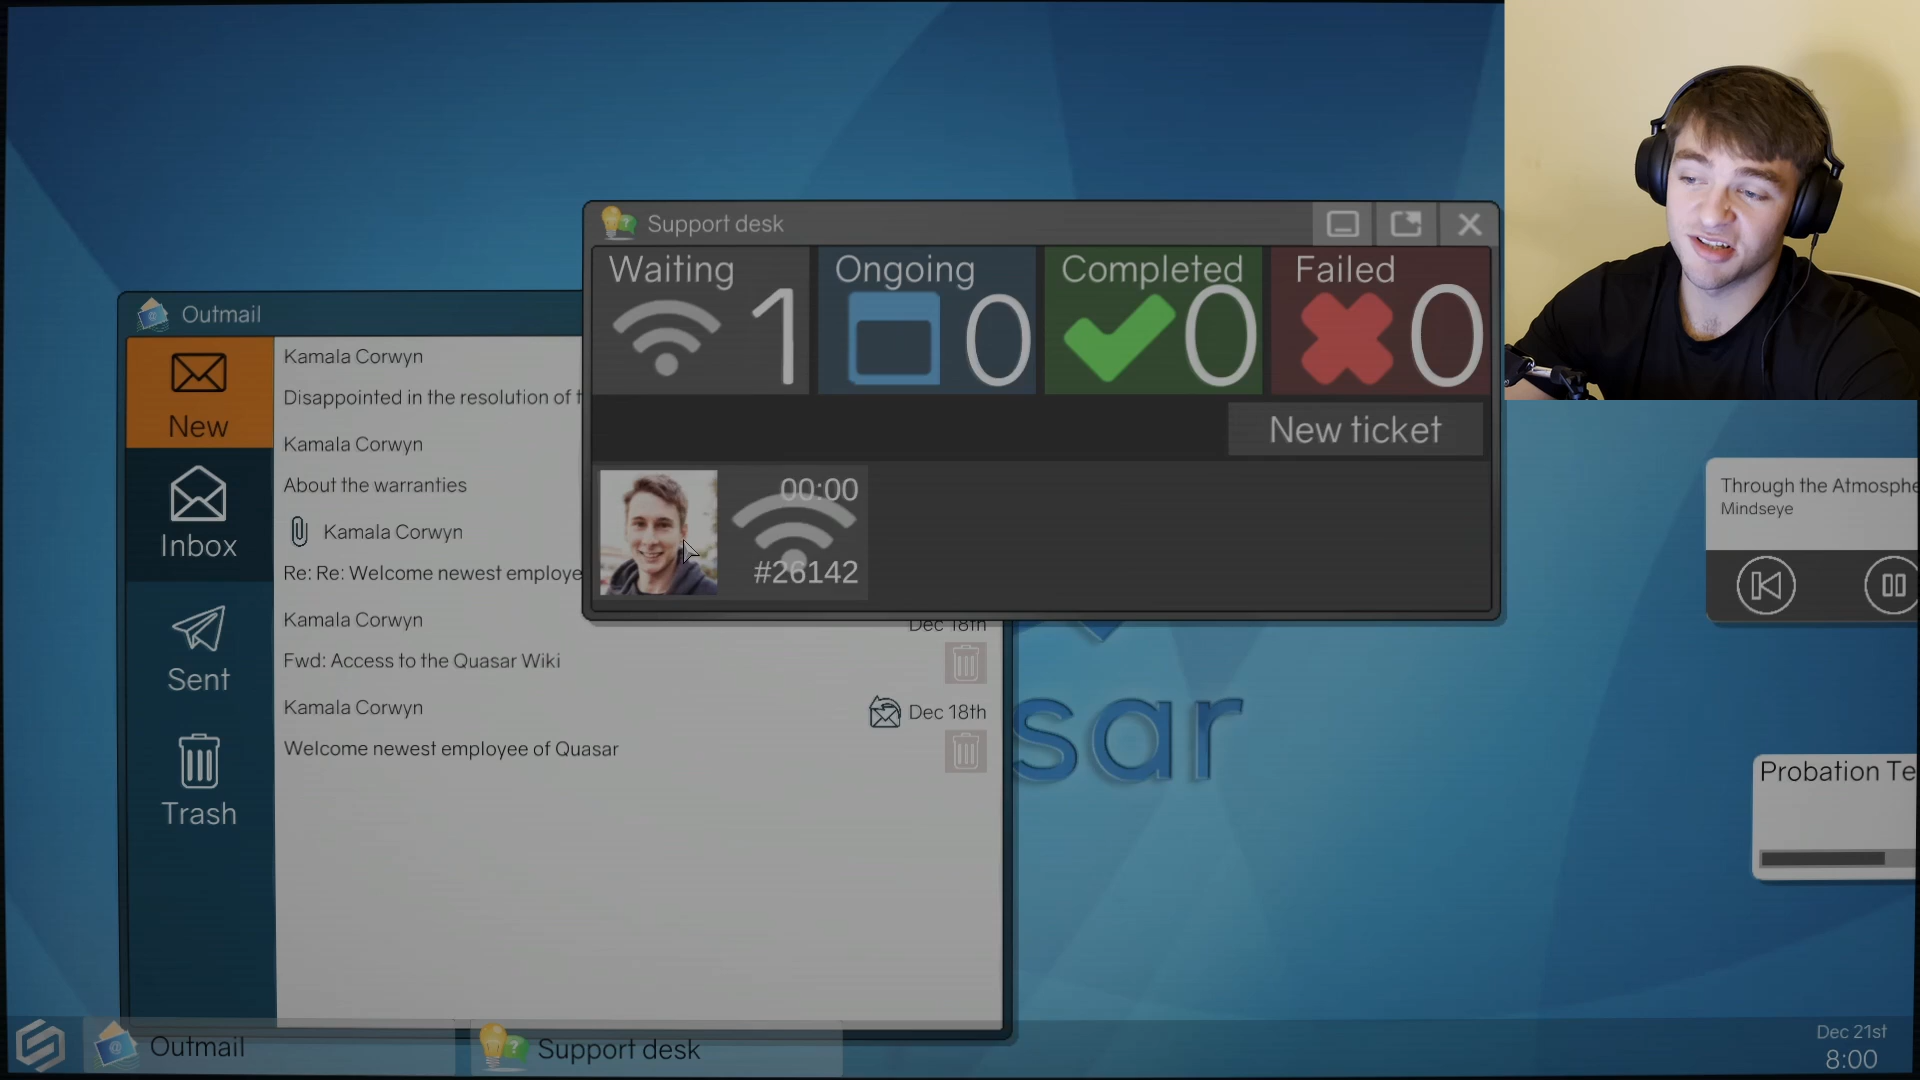 Support desk
Waiting
1
Ongoing
0
Completed
0
Failed
0
New ticket
00:00
#26142
Outmail
New
Inbox
Sent
Trash
Kamala Corwyn
Disappointed in the resolution of
Kamala Corwyn
About the warranties
Kamala Corwyn
Re: Re: Welcome newest employe
Kamala Corwyn
Dec 18th
Fwd: Access to the Quasar Wiki
Kamala Corwyn
Dec 18th
Welcome newest employee of Quasar
sar
Through the Atmosphe
Mindseye
Probation Te
Outmail
Support desk
Dec 21st
8:00